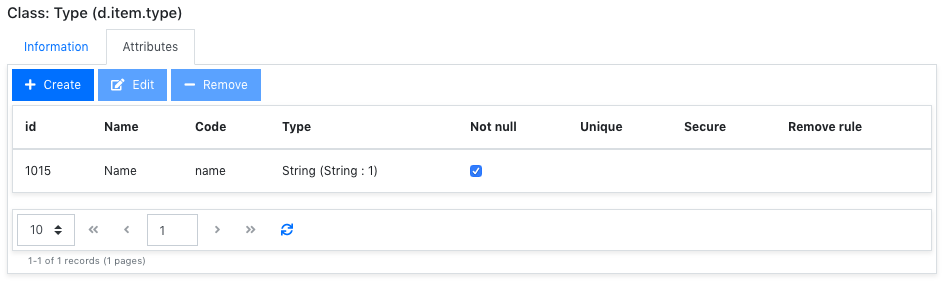 Class: Type (d.item.type)
Information Attributes
Create Edit Remove
id Name Code Type Not null Unique Secure Remove rule
1015 Name name String (String : 1)
10 1
1-1 of 1 records (1 pages)